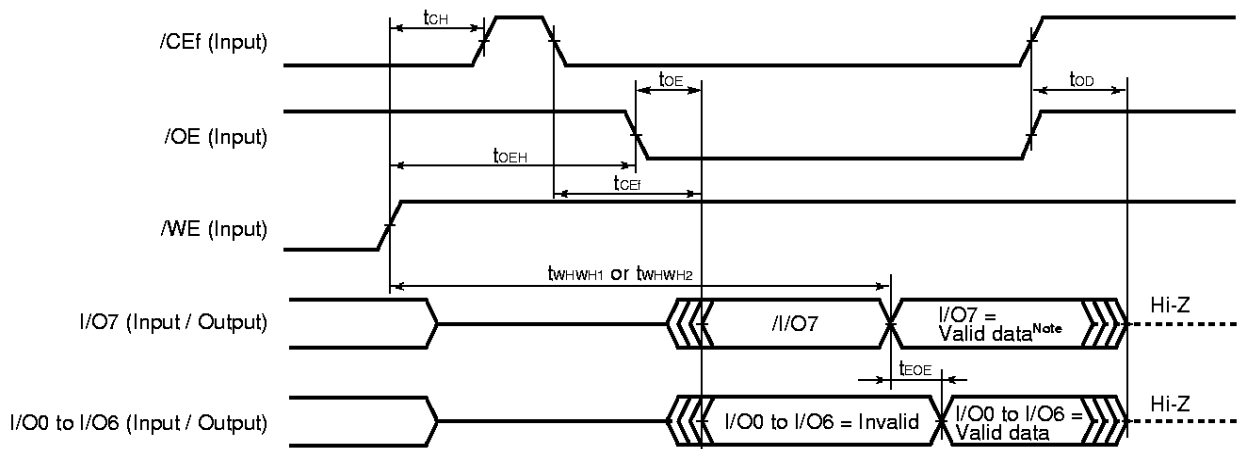 tCH
/CEf (Input)
tOE
tOD
/OE (Input)
tOEH
tCEf
/WE (Input)
tWHWH1 or tWHWH2
I/O7 (Input / Output)
/I/O7
I/O7 =
Valid dataNote
Hi-Z
tEOE
I/O0 to I/O6 (Input / Output)
I/O0 to I/O6 = Invalid
I/O0 to I/O6 =
Valid data
Hi-Z